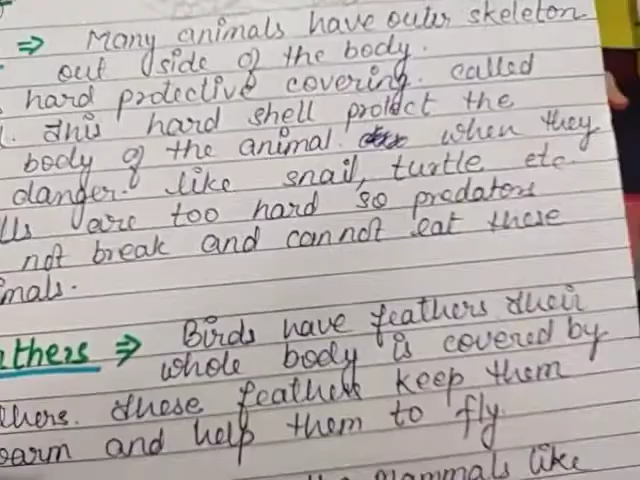 ⇒ Many animals have outer skeleton
out side of the body.
hard protective covering. called
. This hard shell protect the
body of the animal. when they
danger. like snail, turtle etc.
lls are too hard so predators
not break and cannot eat these
mals.
thers ⇒ Birds have feathers their
whole body is covered by
thers. these feathers keep them
arm and help them to fly.
mammals like